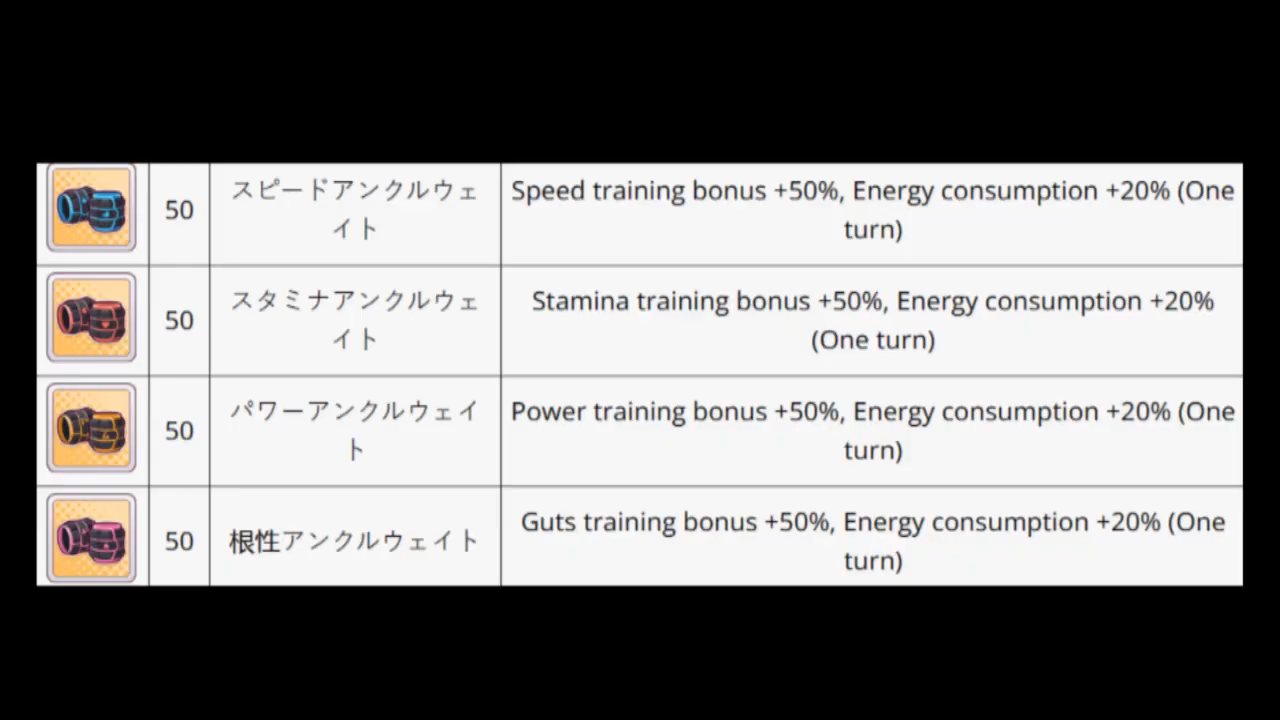 50
スピードアンクルウェ
イト
Speed training bonus +50%, Energy consumption +20% (One
turn)
50
スタミナアンクルウェ
イト
Stamina training bonus +50%, Energy consumption +20%
(One turn)
50
パワーアンクルウェイ
ト
Power training bonus +50%, Energy consumption +20% (One
turn)
50
根性アンクルウェイト
Guts training bonus +50%, Energy consumption +20% (One
turn)